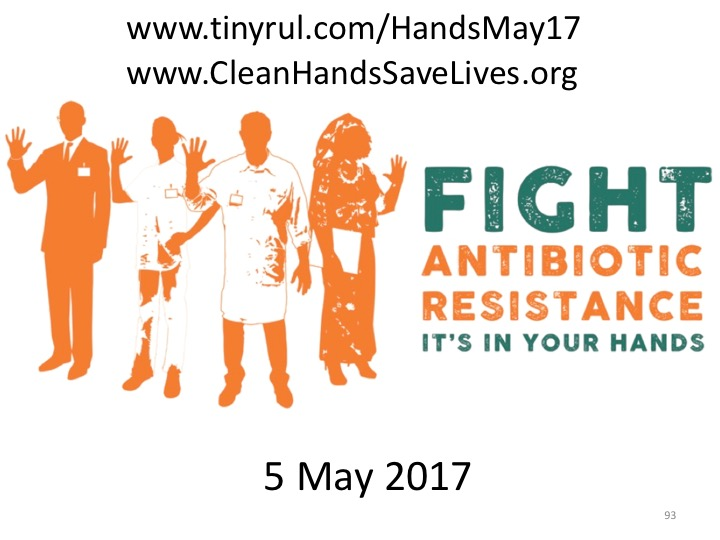 www.tinyrul.com/HandsMay17
www.CleanHandsSaveLives.org
FIGHT
ANTIBIOTIC
RESISTANCE
IT'S IN YOUR HANDS
5 May 2017
93